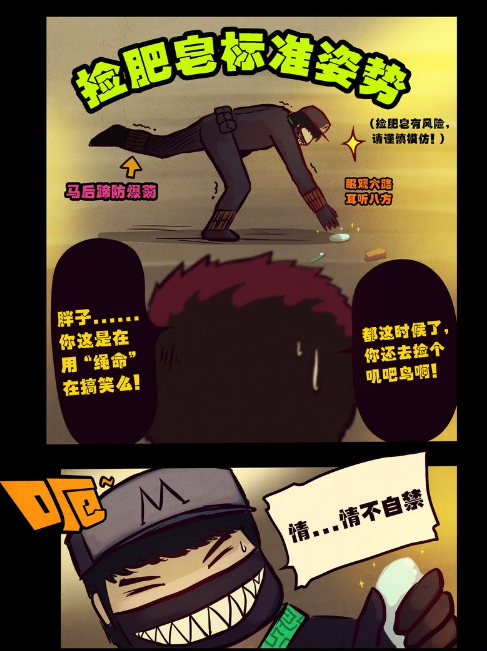 捡肥皂标准姿势
(捡肥皂有风险,
请谨慎模仿!)
马后蹄防爆菊
眼观六路
耳听八方
胖子......
你这是在
用“绳命”
在搞笑么!
都这时候了,
你还去捡个
叽吧鸟啊!
呃~
M
情...情不自禁